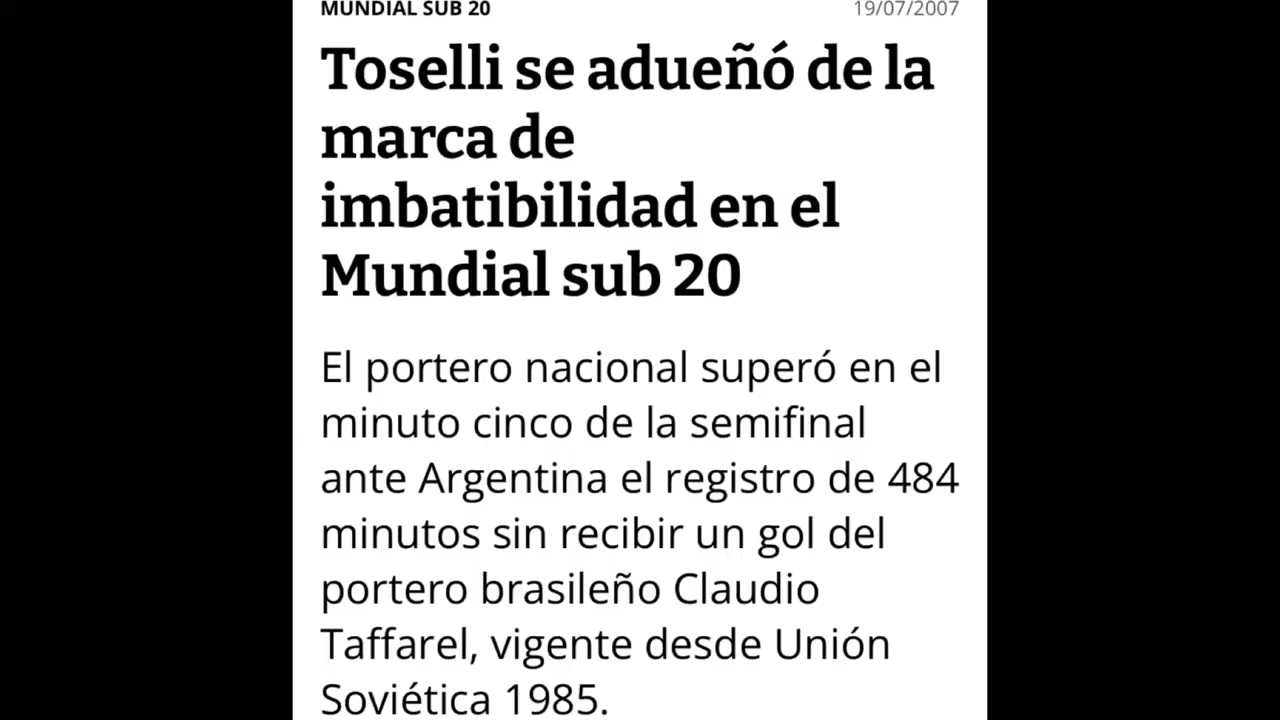 MUNDIAL SUB 20
19/07/2007
Toselli se adueñó de la
marca de
imbatibilidad en el
Mundial sub 20
El portero nacional superó en el
minuto cinco de la semifinal
ante Argentina el registro de 484
minutos sin recibir un gol del
portero brasileño Claudio
Taffarel, vigente desde Unión
Soviética 1985.